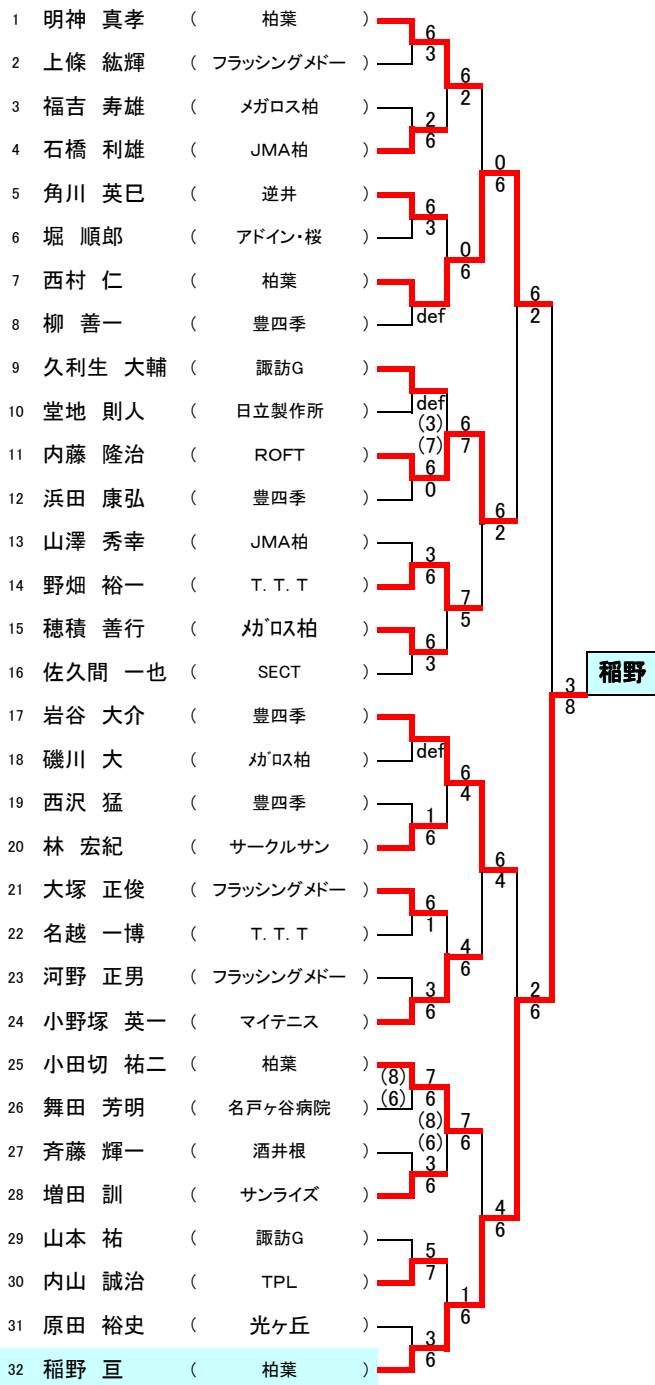 1 明神 真孝 ( 柏葉 )
6
3
2 上條 紘輝 ( フラッシングメドー )
6
2
3 福吉 寿雄 ( メガロス柏 )
2
6
4 石橋 利雄 ( JMA柏 )
0
6
5 角川 英巳 ( 逆井 )
6
3
6 堀 順郎 ( アドイン・桜 )
0
6
7 西村 仁 ( 柏葉 )
def
6
2
8 柳 善一 ( 豊四季 )
9 久利生 大輔 ( 諏訪G )
def
10 堂地 則人 ( 日立製作所 )
(3)
(7)
6
7
11 内藤 隆治 ( ROFT )
6
0
12 浜田 康弘 ( 豊四季 )
6
2
13 山澤 秀幸 ( JMA柏 )
3
6
14 野畑 裕一 ( T.T.T )
7
5
15 穂積 善行 ( メガロス柏 )
6
3
16 佐久間 一也 ( SECT )
3
8
稲野
17 岩谷 大介 ( 豊四季 )
def
18 磯川 大 ( メガロス柏 )
6
4
19 西沢 猛 ( 豊四季 )
1
6
20 林 宏紀 ( サークルサン )
6
4
21 大塚 正俊 ( フラッシングメドー )
6
1
22 名越 一博 ( T.T.T )
4
6
23 河野 正男 ( フラッシングメドー )
3
6
2
6
24 小野塚 英一 ( マイテニス )
25 小田切 祐二 ( 柏葉 )
(8) 7
(6) 6
26 舞田 芳明 ( 名戸ヶ谷病院 )
(8) 7
(6) 6
27 斉藤 輝一 ( 酒井根 )
3
6
28 増田 訓 ( サンライズ )
4
6
29 山本 祐 ( 諏訪G )
5
7
30 内山 誠治 ( TPL )
1
6
31 原田 裕史 ( 光ヶ丘 )
3
6
32 稲野 亘 ( 柏葉 )